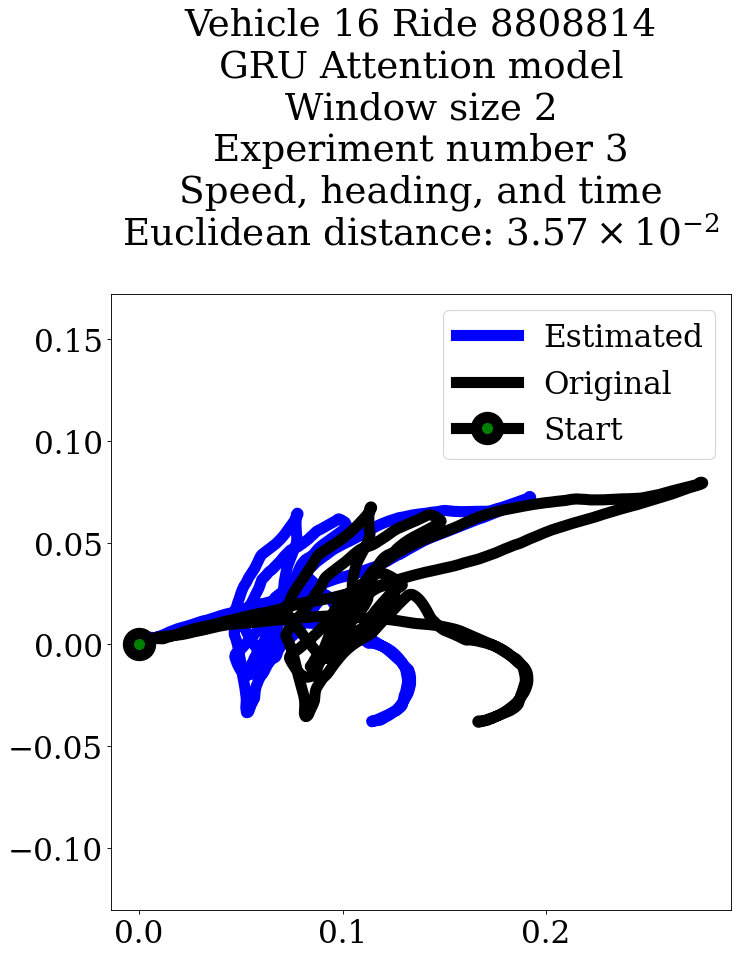 Vehicle 16 Ride 8808814
GRU Attention model
Window size 2
Experiment number 3
Speed, heading, and time
Euclidean distance: 3.57 × 10⁻²
Estimated
Original
Start
0.15
0.10
0.05
0.00
−0.05
−0.10
0.0 0.1 0.2